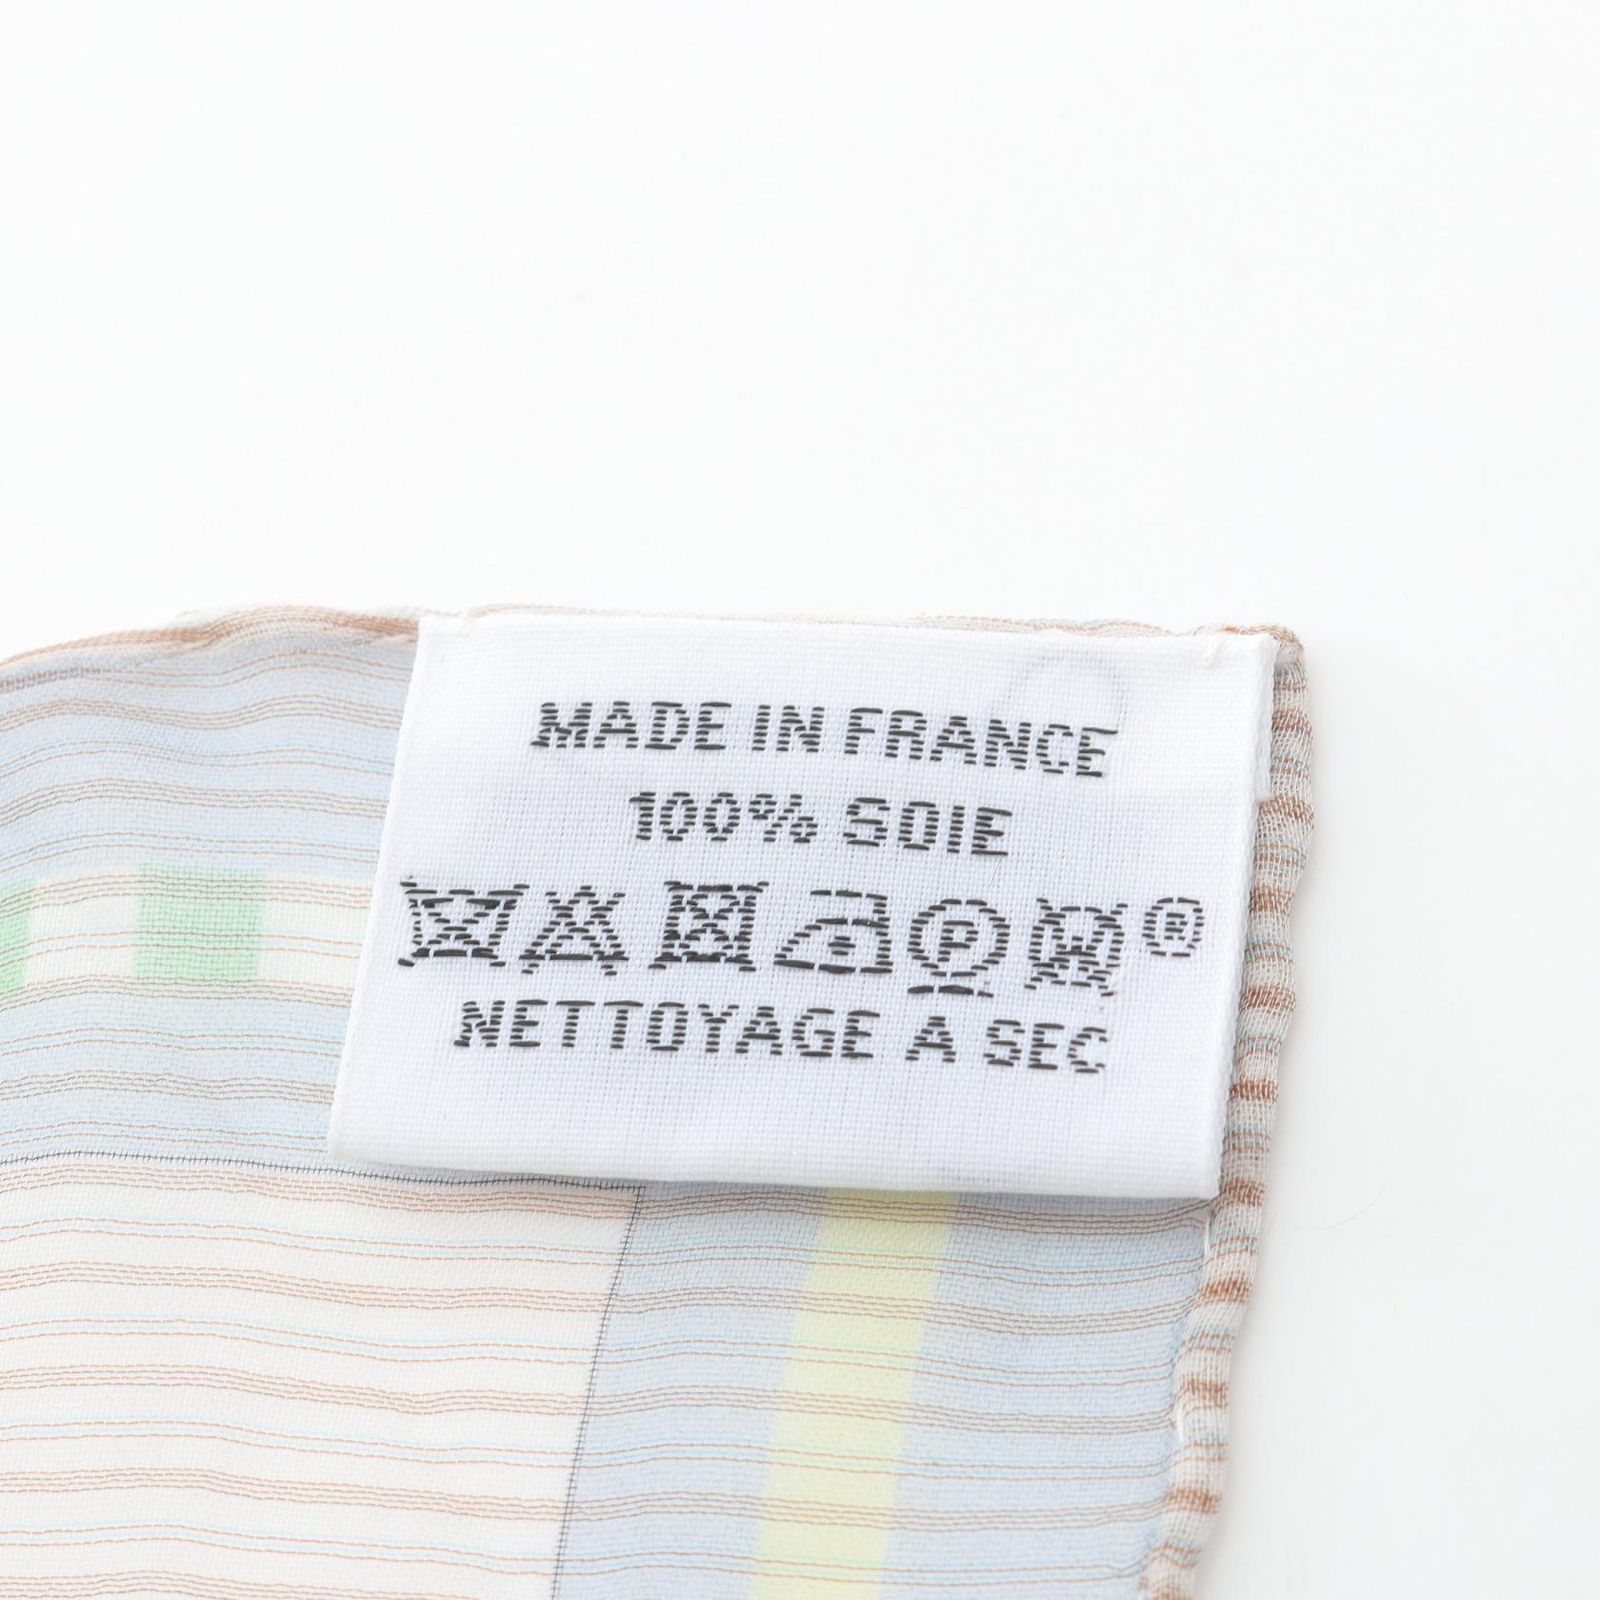 MADE IN FRANCE
100% SOIE
P W ®
NETTOYAGE A SEC